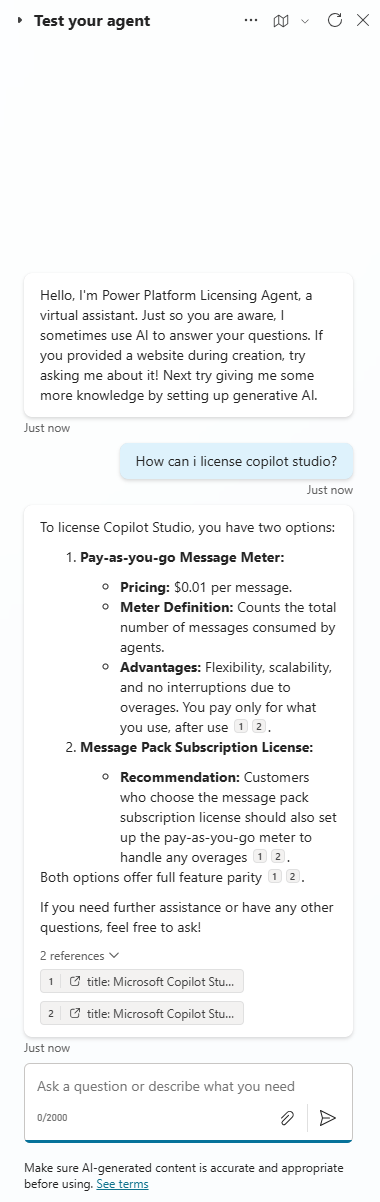 Test your agent
Hello, I'm Power Platform Licensing Agent, a
virtual assistant. Just so you are aware, I
sometimes use AI to answer your questions. If
you provided a website during creation, try
asking me about it! Next try giving me some
more knowledge by setting up generative AI.
Just now
How can i license copilot studio?
Just now
To license Copilot Studio, you have two options:
1. Pay-as-you-go Message Meter:
Pricing: $0.01 per message.
Meter Definition: Counts the total
number of messages consumed by
agents.
Advantages: Flexibility, scalability,
and no interruptions due to
overages. You pay only for what
you use, after use 1 2 .
2. Message Pack Subscription License:
Recommendation: Customers
who choose the message pack
subscription license should also set
up the pay-as-you-go meter to
handle any overages 1 2 .
Both options offer full feature parity 1 2 .
If you need further assistance or have any other
questions, feel free to ask!
2 references
1 title: Microsoft Copilot Stu...
2 title: Microsoft Copilot Stu...
Just now
Ask a question or describe what you need
0/2000
Make sure AI-generated content is accurate and appropriate
before using. See terms